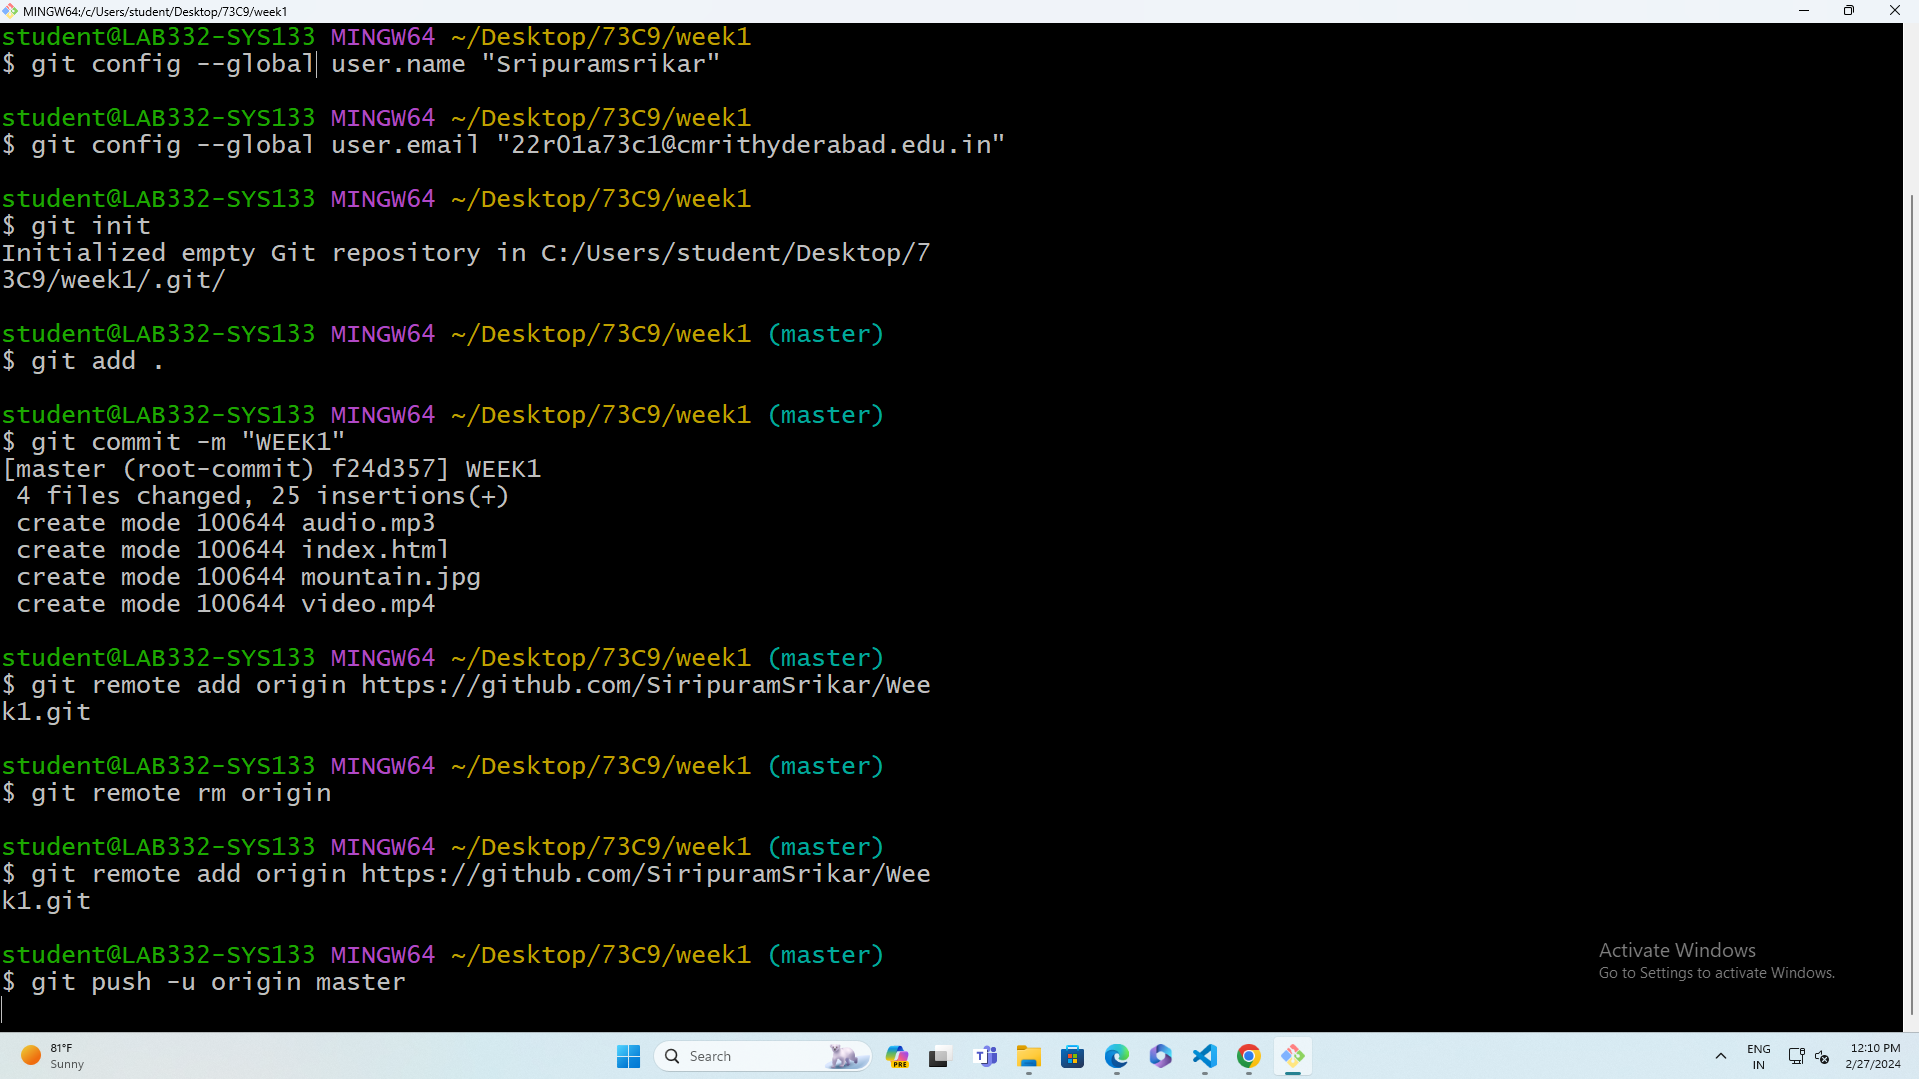 MINGW64:/c/Users/student/Desktop/73C9/week1
student@LAB332-SYS133 MINGW64 ~/Desktop/73C9/week1
$ git config --global user.name "Sripuramsrikar"
student@LAB332-SYS133 MINGW64 ~/Desktop/73C9/week1
$ git config --global user.email "22r01a73c1@cmrithyderabad.edu.in"
student@LAB332-SYS133 MINGW64 ~/Desktop/73C9/week1
$ git init
Initialized empty Git repository in C:/Users/student/Desktop/7
3C9/week1/.git/
student@LAB332-SYS133 MINGW64 ~/Desktop/73C9/week1 (master)
$ git add .
student@LAB332-SYS133 MINGW64 ~/Desktop/73C9/week1 (master)
$ git commit -m "WEEK1"
[master (root-commit) f24d357] WEEK1
4 files changed, 25 insertions(+)
create mode 100644 audio.mp3
create mode 100644 index.html
create mode 100644 mountain.jpg
create mode 100644 video.mp4
student@LAB332-SYS133 MINGW64 ~/Desktop/73C9/week1 (master)
$ git remote add origin https://github.com/SiripuramSrikar/Wee
k1.git
student@LAB332-SYS133 MINGW64 ~/Desktop/73C9/week1 (master)
$ git remote rm origin
student@LAB332-SYS133 MINGW64 ~/Desktop/73C9/week1 (master)
$ git remote add origin https://github.com/SiripuramSrikar/Wee
k1.git
student@LAB332-SYS133 MINGW64 ~/Desktop/73C9/week1 (master)
$ git push -u origin master
Activate Windows
Go to Settings to activate Windows.
81°F
Sunny
Search
PRE
ENG
IN
12:10 PM
2/27/2024